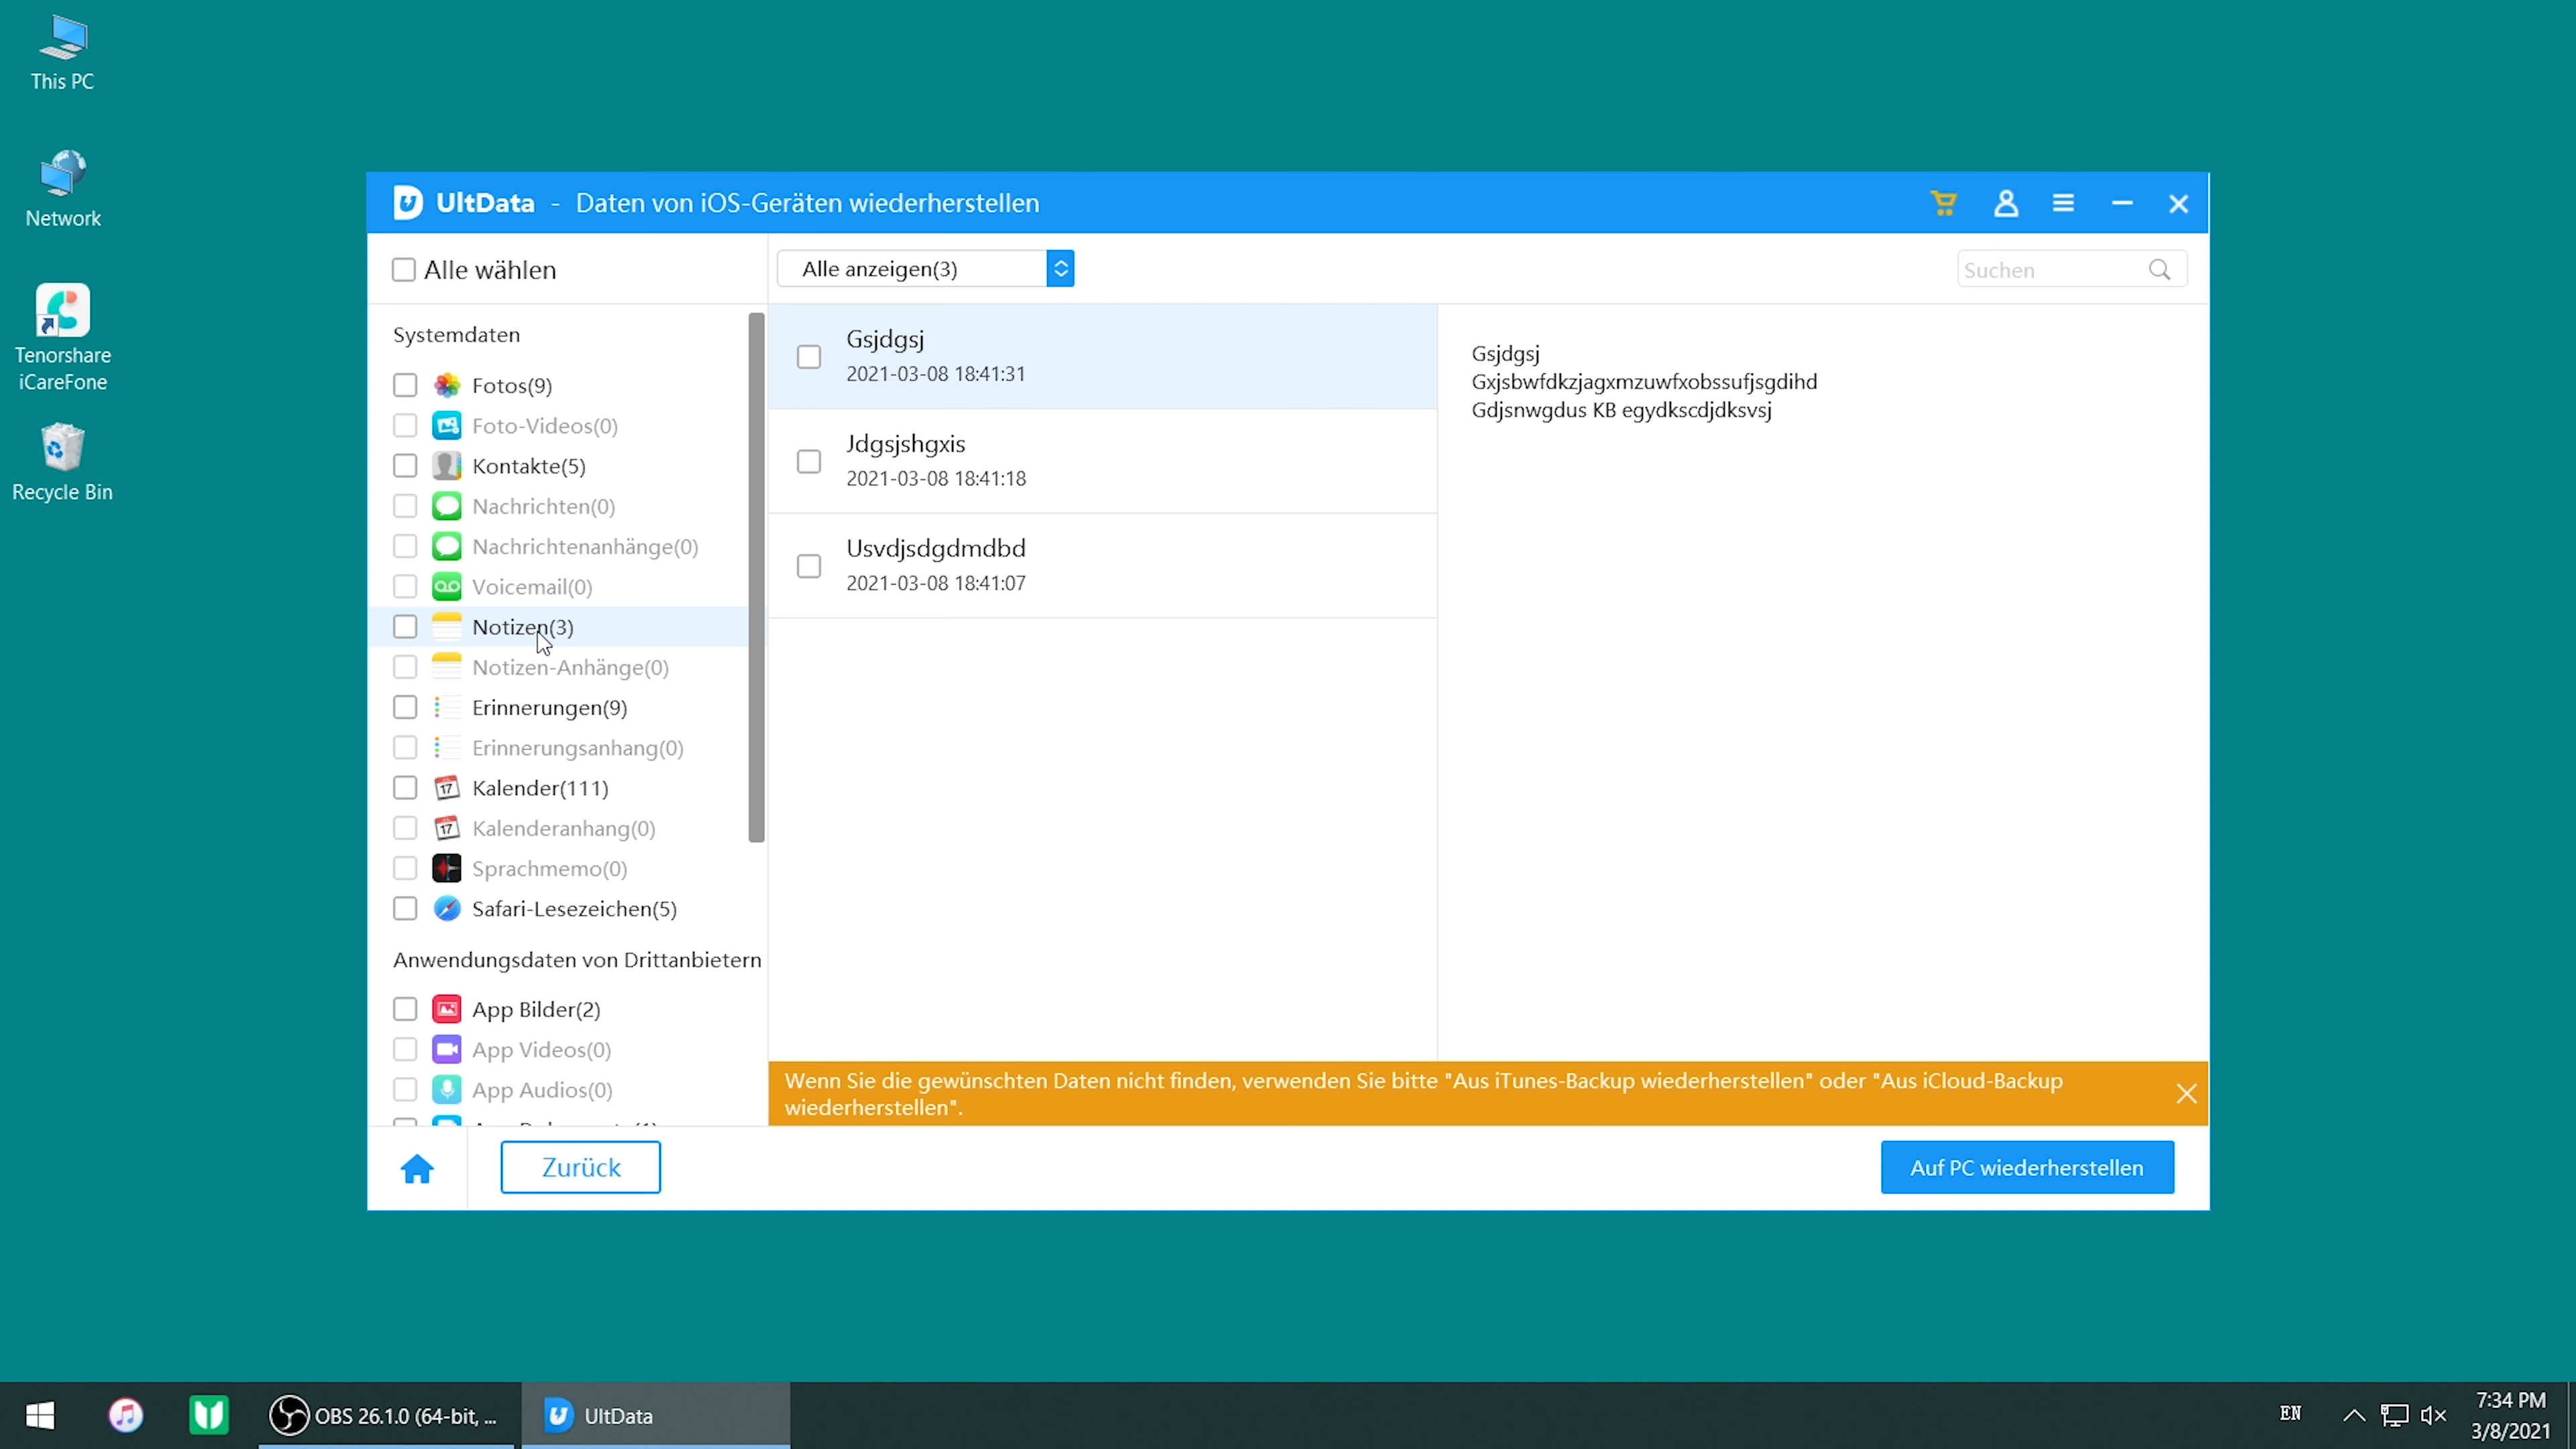 This PC
Network
Tenorshare
iCareFone
Recycle Bin
UltData - Daten von iOS-Geräten wiederherstellen
Alle wählen
Alle anzeigen(3)
Suchen
Systemdaten
Fotos(9)
Foto-Videos(0)
Kontakte(5)
Nachrichten(0)
Nachrichtenanhänge(0)
Voicemail(0)
Notizen(3)
Notizen-Anhänge(0)
Erinnerungen(9)
Erinnerungsanhang(0)
Kalender(111)
Kalenderanhang(0)
Sprachmemo(0)
Safari-Lesezeichen(5)
Anwendungsdaten von Drittanbietern
App Bilder(2)
App Videos(0)
App Audios(0)
Gsjdgsj
2021-03-08 18:41:31
Jdgsjshgxis
2021-03-08 18:41:18
Usvdjsdgdmdbd
2021-03-08 18:41:07
Gsjdgsj
Gxjsbwfdkzjagxmzuwfxobssufjsgdihd
Gdjsnwgdus KB egydkscdjdksvsj
Wenn Sie die gewünschten Daten nicht finden, verwenden Sie bitte "Aus iTunes-Backup wiederherstellen" oder "Aus iCloud-Backup
wiederherstellen".
Zurück
Auf PC wiederherstellen
OBS 26.1.0 (64-bit, ...
UltData
EN
7:34 PM
3/8/2021